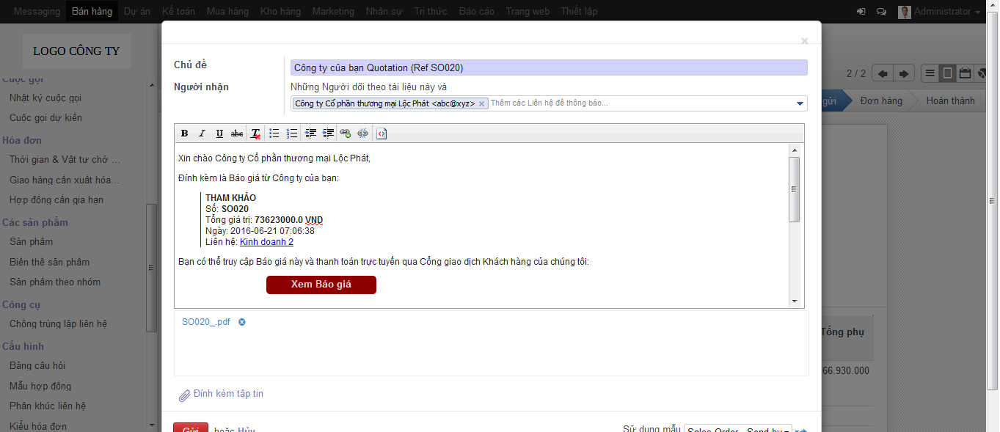 Messaging Bán hàng Dự án Kế toán Mua hàng Kho hàng Marketing Nhân sự Tri thức Báo cáo Trang web Thiết lập Administrator
LOGO CÔNG TY
Cuộc gọi
Nhật ký cuộc gọi
Cuộc gọi dự kiến
Hóa đơn
Thời gian & Vật tư chờ ...
Giao hàng cần xuất hóa...
Hợp đồng cần gia hạn
Các sản phẩm
Sản phẩm
Biến thể sản phẩm
Sản phẩm theo nhóm
Công cụ
Chống trùng lặp liên hệ
Cấu hình
Bảng câu hỏi
Mẫu hợp đồng
Phân khúc liên hệ
Kiểu hóa đơn
×
Chủ đề
Công ty của bạn Quotation (Ref SO020)
Người nhận
Những Người dõi theo tài liệu này và
Công ty Cổ phần thương mại Lộc Phát <abc@xyz> × Thêm các Liên hệ để thông báo...
B I U abc T
Xin chào Công ty Cổ phần thương mại Lộc Phát,
Đính kèm là Báo giá từ Công ty của bạn:
THAM KHẢO
Số: SO020
Tổng giá trị: 73623000.0 VND
Ngày: 2016-06-21 07:06:38
Liên hệ: Kinh doanh 2
Bạn có thể truy cập Báo giá này và thanh toán trực tuyến qua Cổng giao dịch Khách hàng của chúng tôi:
Xem Báo giá
SO020_.pdf
Đính kèm tập tin
Gửi hoặc Hủy
Sử dụng mẫu Sales Order - Send by
2 / 2
gửi Đơn hàng Hoàn thành
Tổng phụ
66.930.000